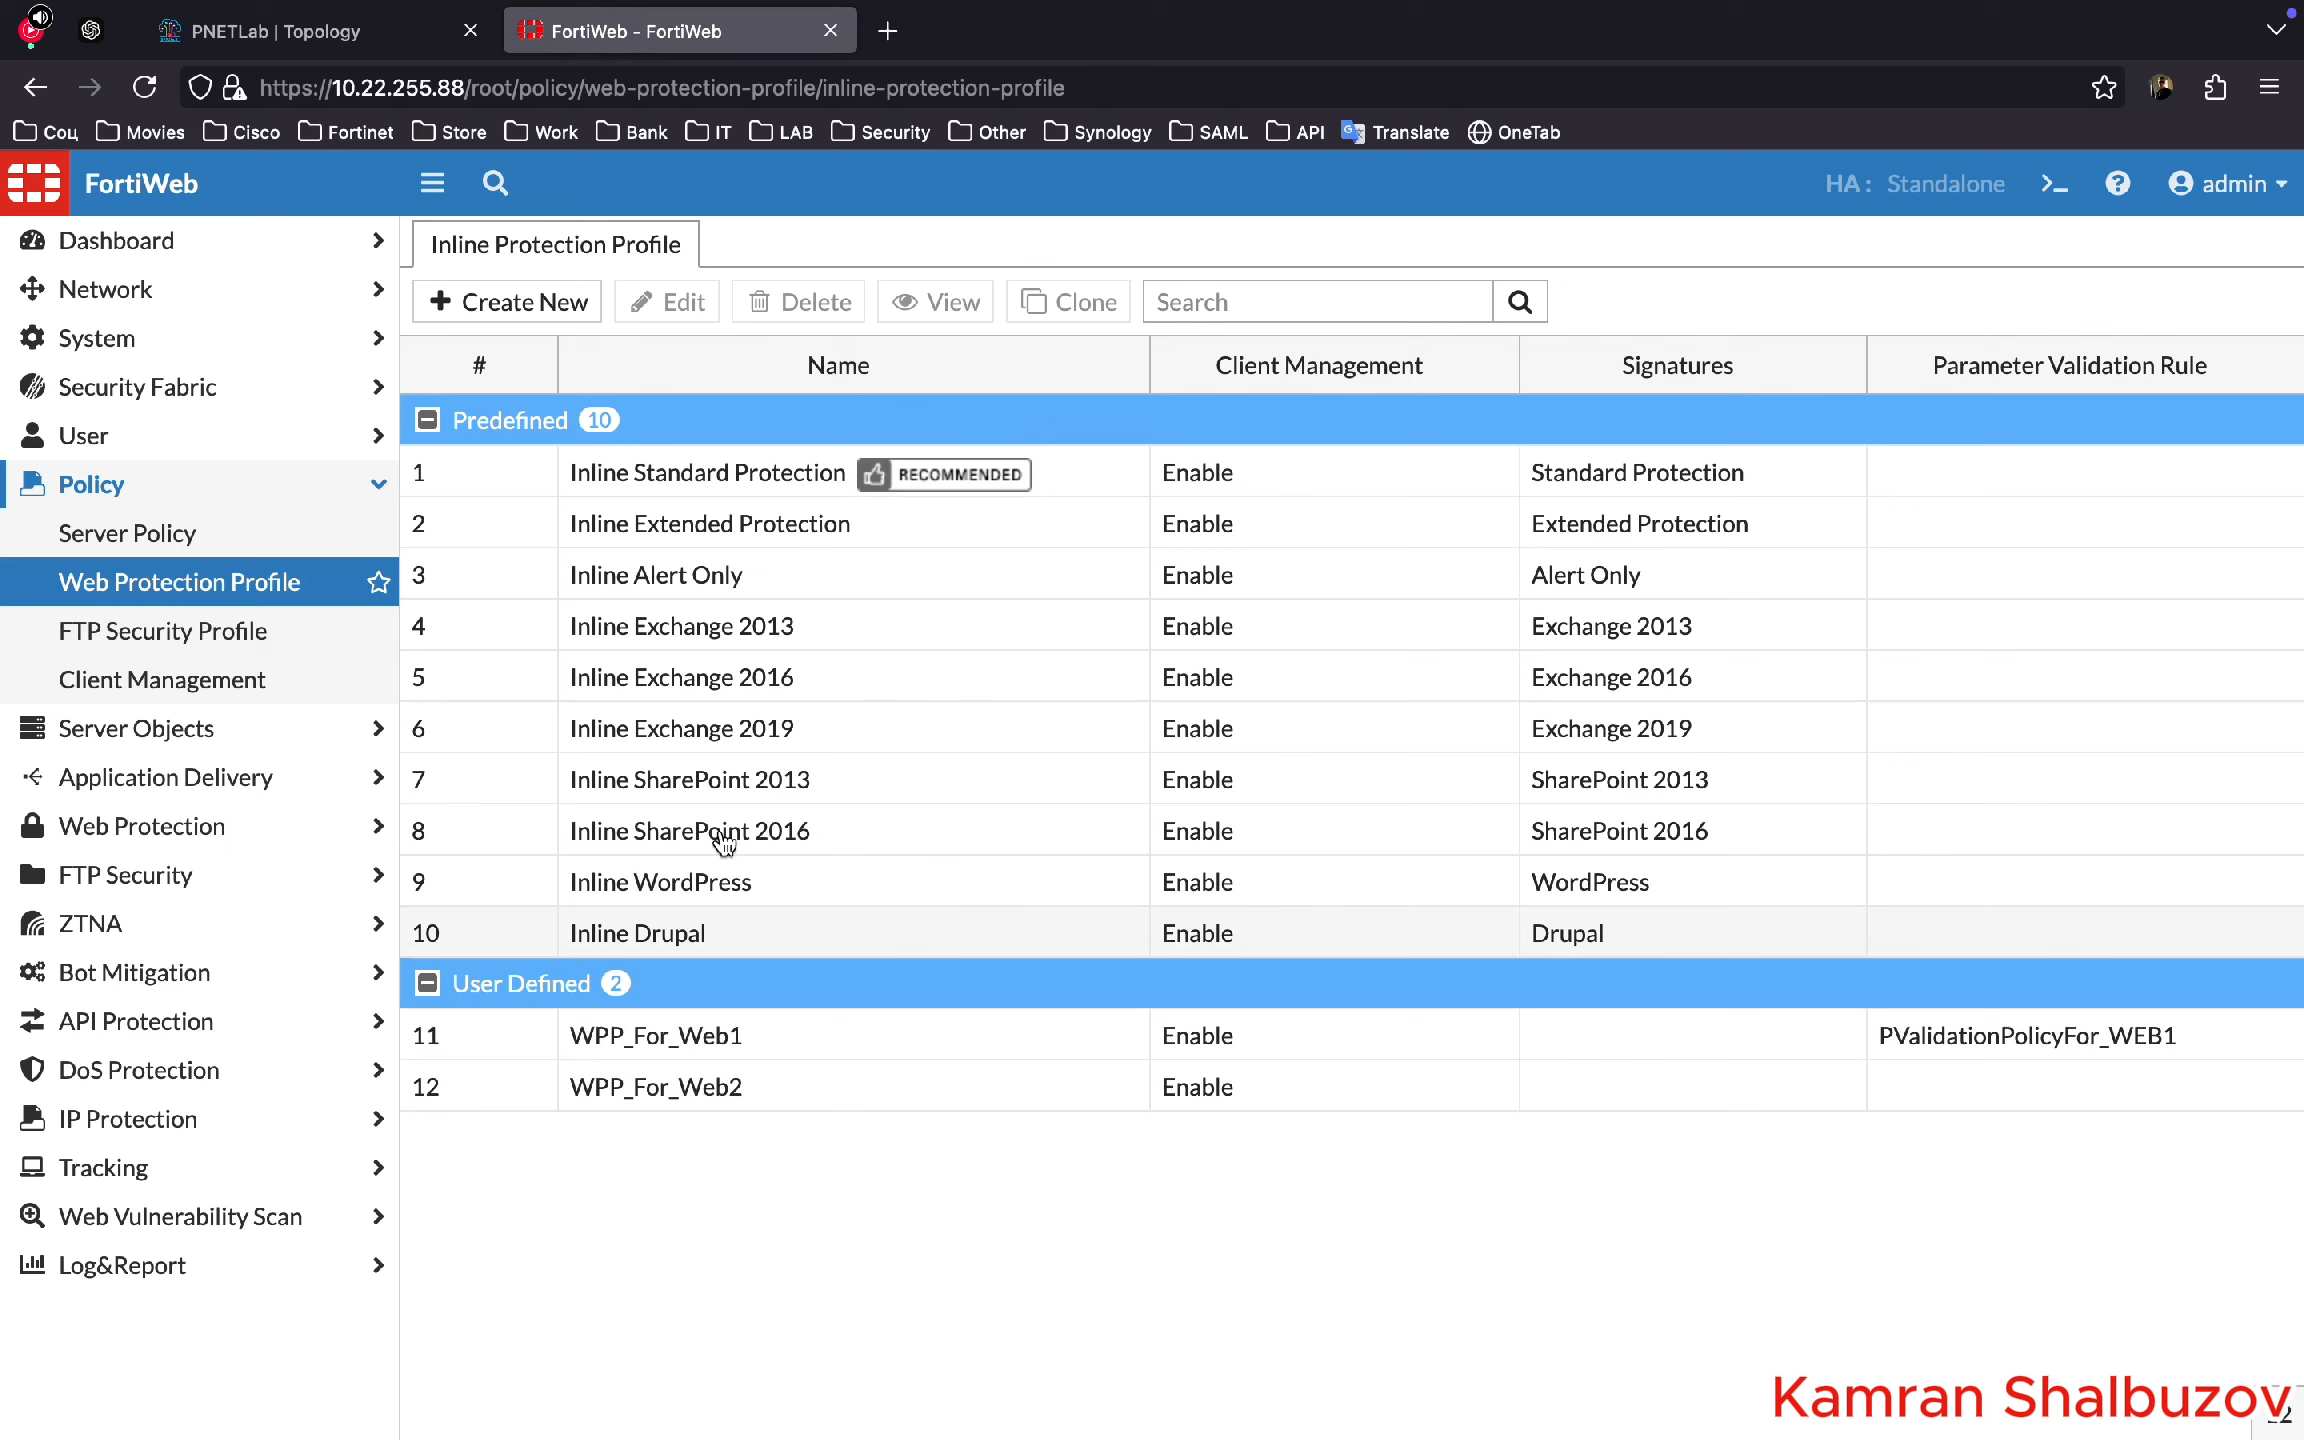 PNETLab | Topology
FortiWeb - FortiWeb
https://10.22.255.88/root/policy/web-protection-profile/inline-protection-profile
Соц Movies Cisco Fortinet Store Work Bank IT LAB Security Other Synology SAML API Translate OneTab
FortiWeb
HA: Standalone
admin
Dashboard
Network
System
Security Fabric
User
Policy
Server Policy
Web Protection Profile
FTP Security Profile
Client Management
Server Objects
Application Delivery
Web Protection
FTP Security
ZTNA
Bot Mitigation
API Protection
DoS Protection
IP Protection
Tracking
Web Vulnerability Scan
Log&Report
Inline Protection Profile
Create New Edit Delete View Clone Search
# Name Client Management Signatures Parameter Validation Rule
Predefined 10
1 Inline Standard Protection RECOMMENDED Enable Standard Protection
2 Inline Extended Protection Enable Extended Protection
3 Inline Alert Only Enable Alert Only
4 Inline Exchange 2013 Enable Exchange 2013
5 Inline Exchange 2016 Enable Exchange 2016
6 Inline Exchange 2019 Enable Exchange 2019
7 Inline SharePoint 2013 Enable SharePoint 2013
8 Inline SharePoint 2016 Enable SharePoint 2016
9 Inline WordPress Enable WordPress
10 Inline Drupal Enable Drupal
User Defined 2
11 WPP_For_Web1 Enable PValidationPolicyFor_WEB1
12 WPP_For_Web2 Enable
Kamran Shalbuzov